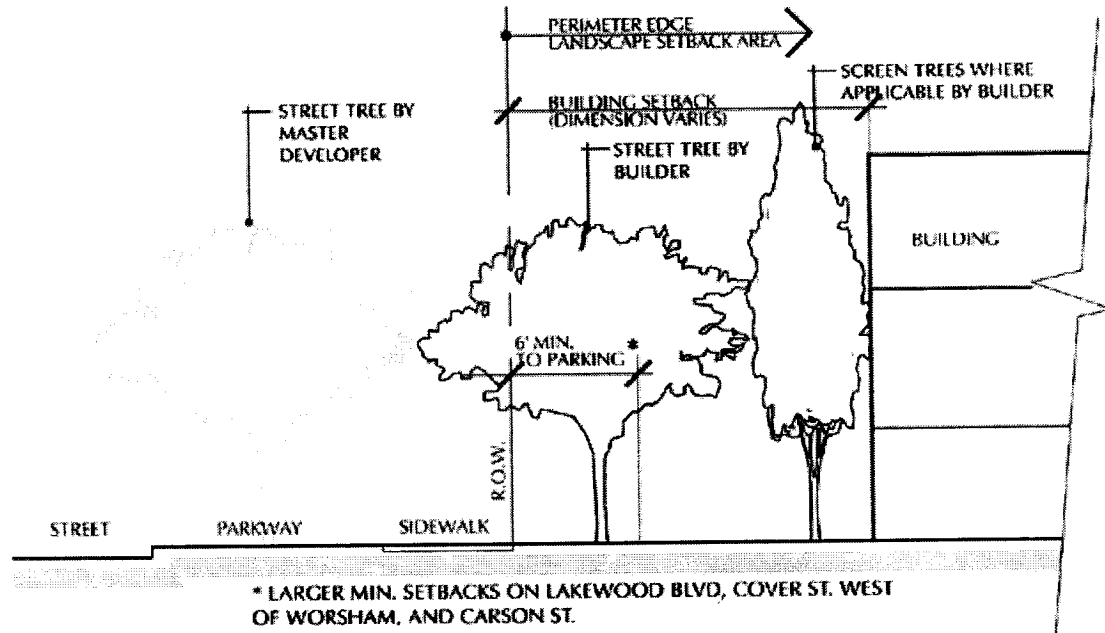 PERIMETER EDGE
LANDSCAPE SETBACK AREA
SCREEN TREES WHERE
APPLICABLE BY BUILDER
STREET TREE BY
MASTER
DEVELOPER
BUILDING SETBACK
(DIMENSION VARIES)
STREET TREE BY
BUILDER
BUILDING
6' MIN. *
TO PARKING
R.O.W.
STREET
PARKWAY
SIDEWALK
* LARGER MIN. SETBACKS ON LAKEWOOD BLVD, COVER ST. WEST
OF WORSHAM, AND CARSON ST.